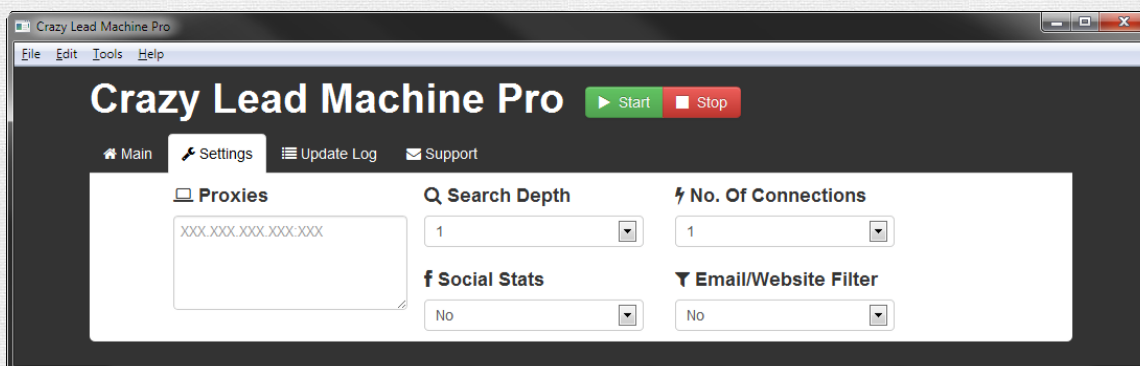 Crazy Lead Machine Pro
File Edit Tools Help
Crazy Lead Machine Pro Start Stop
Main Settings Update Log Support
Proxies Search Depth No. Of Connections
XXX.XXX.XXX.XXX:XXX 1 1
Social Stats Email/Website Filter
No No